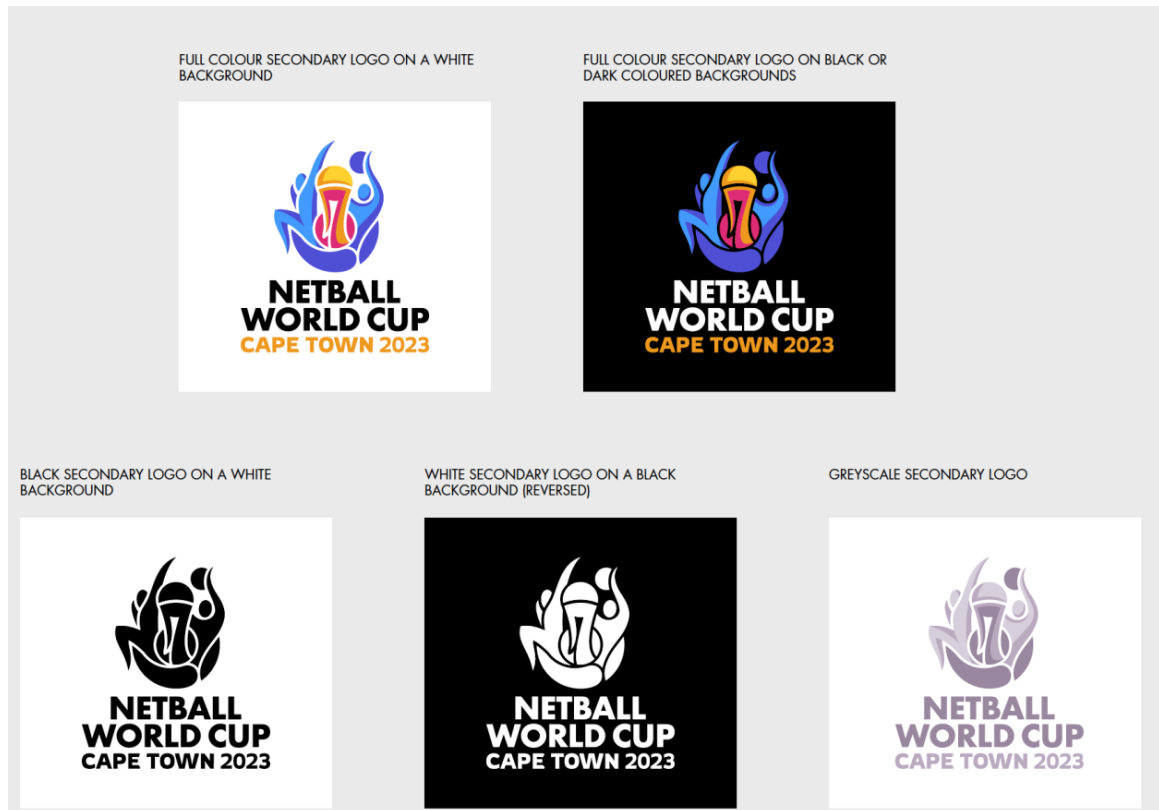 FULL COLOUR SECONDARY LOGO ON A WHITE
BACKGROUND
NETBALL
WORLD CUP
CAPE TOWN 2023
FULL COLOUR SECONDARY LOGO ON BLACK OR
DARK COLOURED BACKGROUNDS
NETBALL
WORLD CUP
CAPE TOWN 2023
BLACK SECONDARY LOGO ON A WHITE
BACKGROUND
NETBALL
WORLD CUP
CAPE TOWN 2023
WHITE SECONDARY LOGO ON A BLACK
BACKGROUND (REVERSED)
NETBALL
WORLD CUP
CAPE TOWN 2023
GREYSCALE SECONDARY LOGO
NETBALL
WORLD CUP
CAPE TOWN 2023